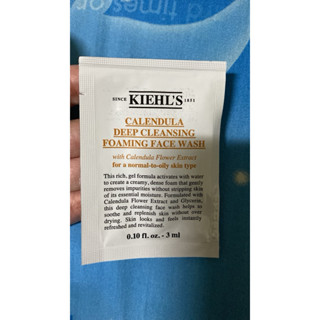 SINCE KIEHL'S 1851
CALENDULA
DEEP CLEANSING
FOAMING FACE WASH
with Calendula Flower Extract
for a normal-to-oily skin type
This rich, gel formula activates with water
to create a creamy, dense foam that gently
removes impurities without stripping skin
of its essential moisture. Formulated with
Calendula Flower Extract and Glycerin,
this deep cleansing face wash helps to
soothe and replenish skin without over
drying. Skin looks and feels instantly
refreshed and revitalized.
0.10 fl. oz. - 3 ml